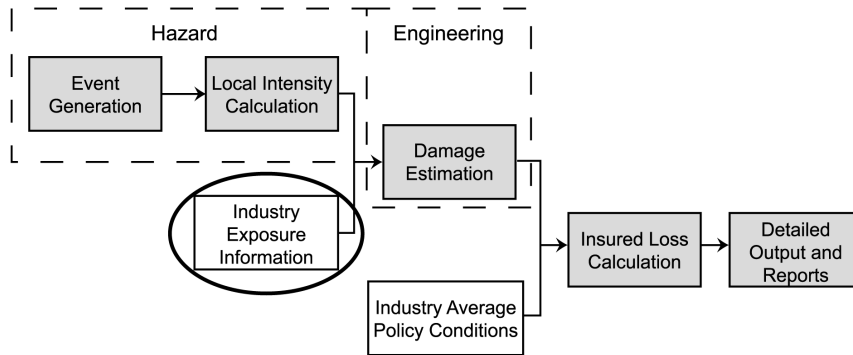 Hazard
Engineering
Event
Generation
Local Intensity
Calculation
Damage
Estimation
Industry
Exposure
Information
Insured Loss
Calculation
Detailed
Output and
Reports
Industry Average
Policy Conditions